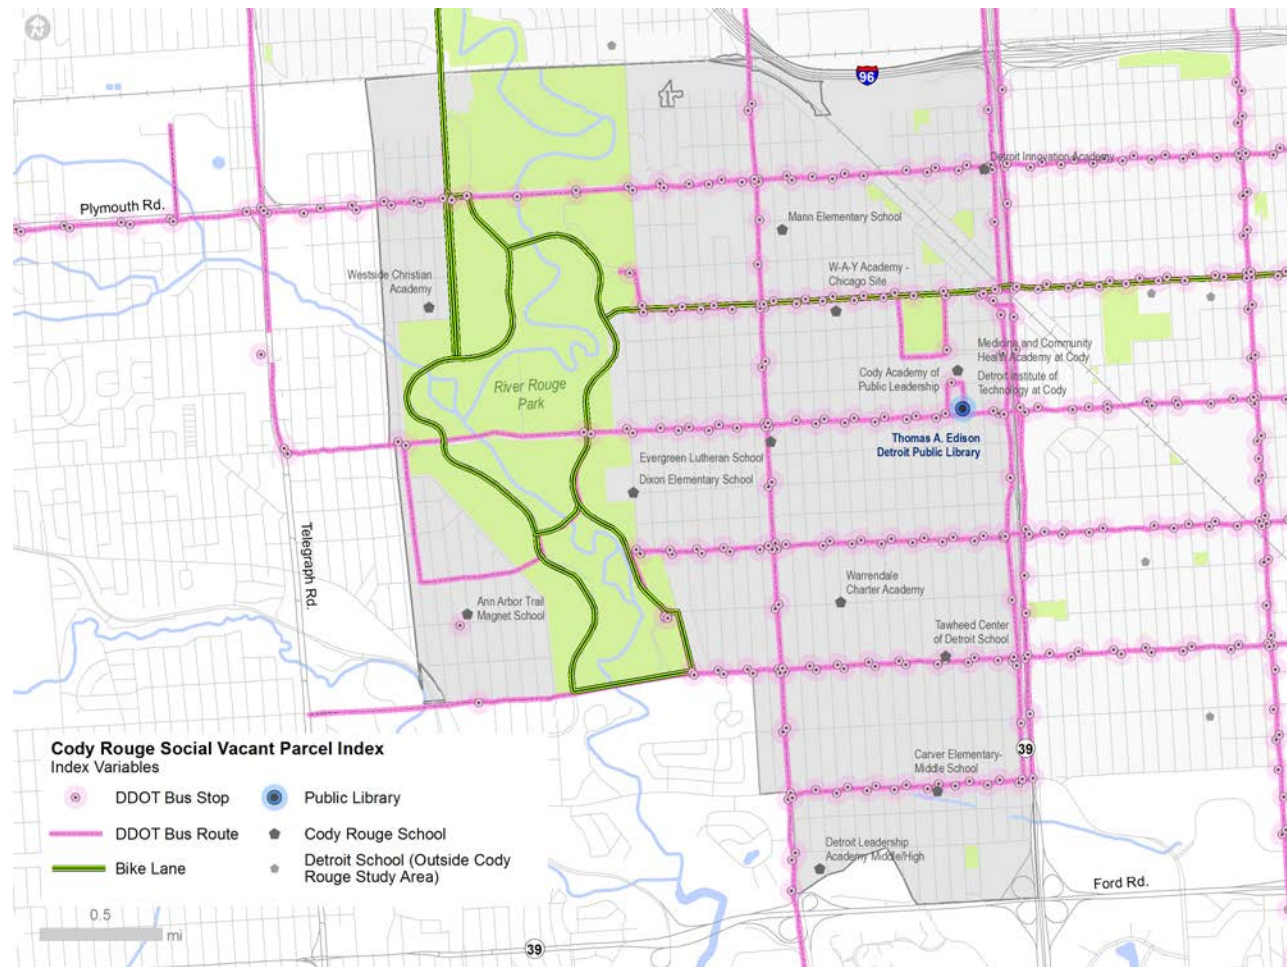 96
Plymouth Rd.
Detroit Innovation Academy
Mann Elementary School
W-A-Y Academy -
Chicago Site
Westside Christian
Academy
Medicine and Community
Health Academy at Cody
Cody Academy of
Public Leadership
Detroit Institute of
Technology at Cody
River Rouge
Park
Thomas A. Edison
Detroit Public Library
Evergreen Lutheran School
Dixon Elementary School
Telegraph Rd.
Warrendale
Charter Academy
Ann Arbor Trail
Magnet School
Tawheed Center
of Detroit School
39
Carver Elementary-
Middle School
Detroit Leadership
Academy Middle/High
Ford Rd.
39
Cody Rouge Social Vacant Parcel Index
Index Variables
DDOT Bus Stop
Public Library
DDOT Bus Route
Cody Rouge School
Bike Lane
Detroit School (Outside Cody
Rouge Study Area)
0.5
mi